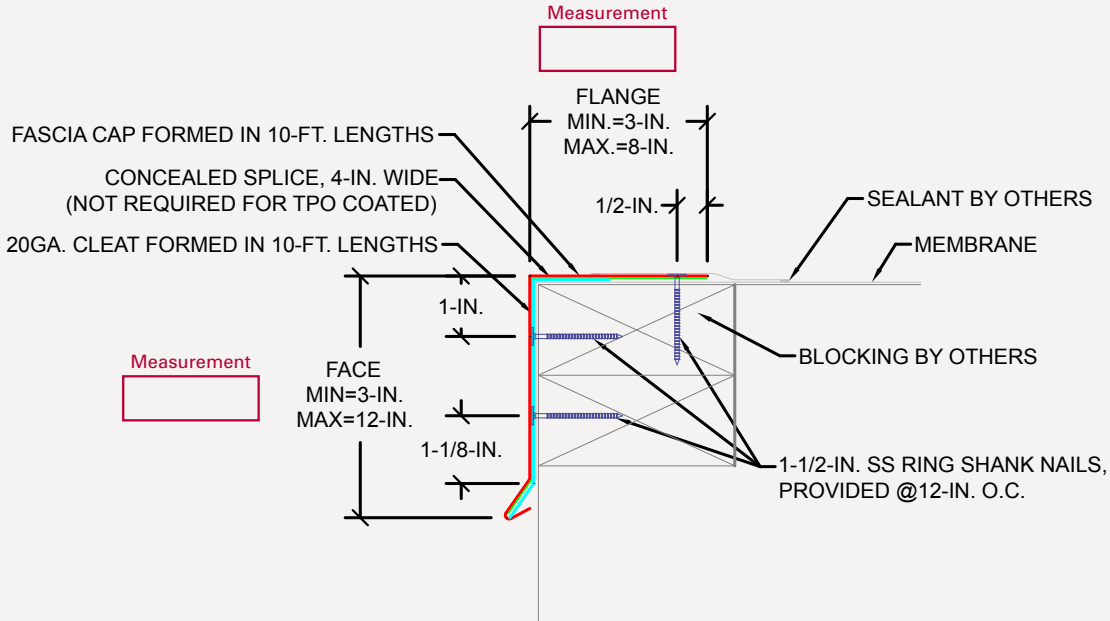 Measurement
FLANGE
MIN.=3-IN.
MAX.=8-IN.
FASCIA CAP FORMED IN 10-FT. LENGTHS
CONCEALED SPLICE, 4-IN. WIDE
(NOT REQUIRED FOR TPO COATED)
1/2-IN.
SEALANT BY OTHERS
20GA. CLEAT FORMED IN 10-FT. LENGTHS
MEMBRANE
1-IN.
Measurement
FACE
MIN=3-IN.
MAX=12-IN.
BLOCKING BY OTHERS
1-1/8-IN.
1-1/2-IN. SS RING SHANK NAILS,
PROVIDED @12-IN. O.C.